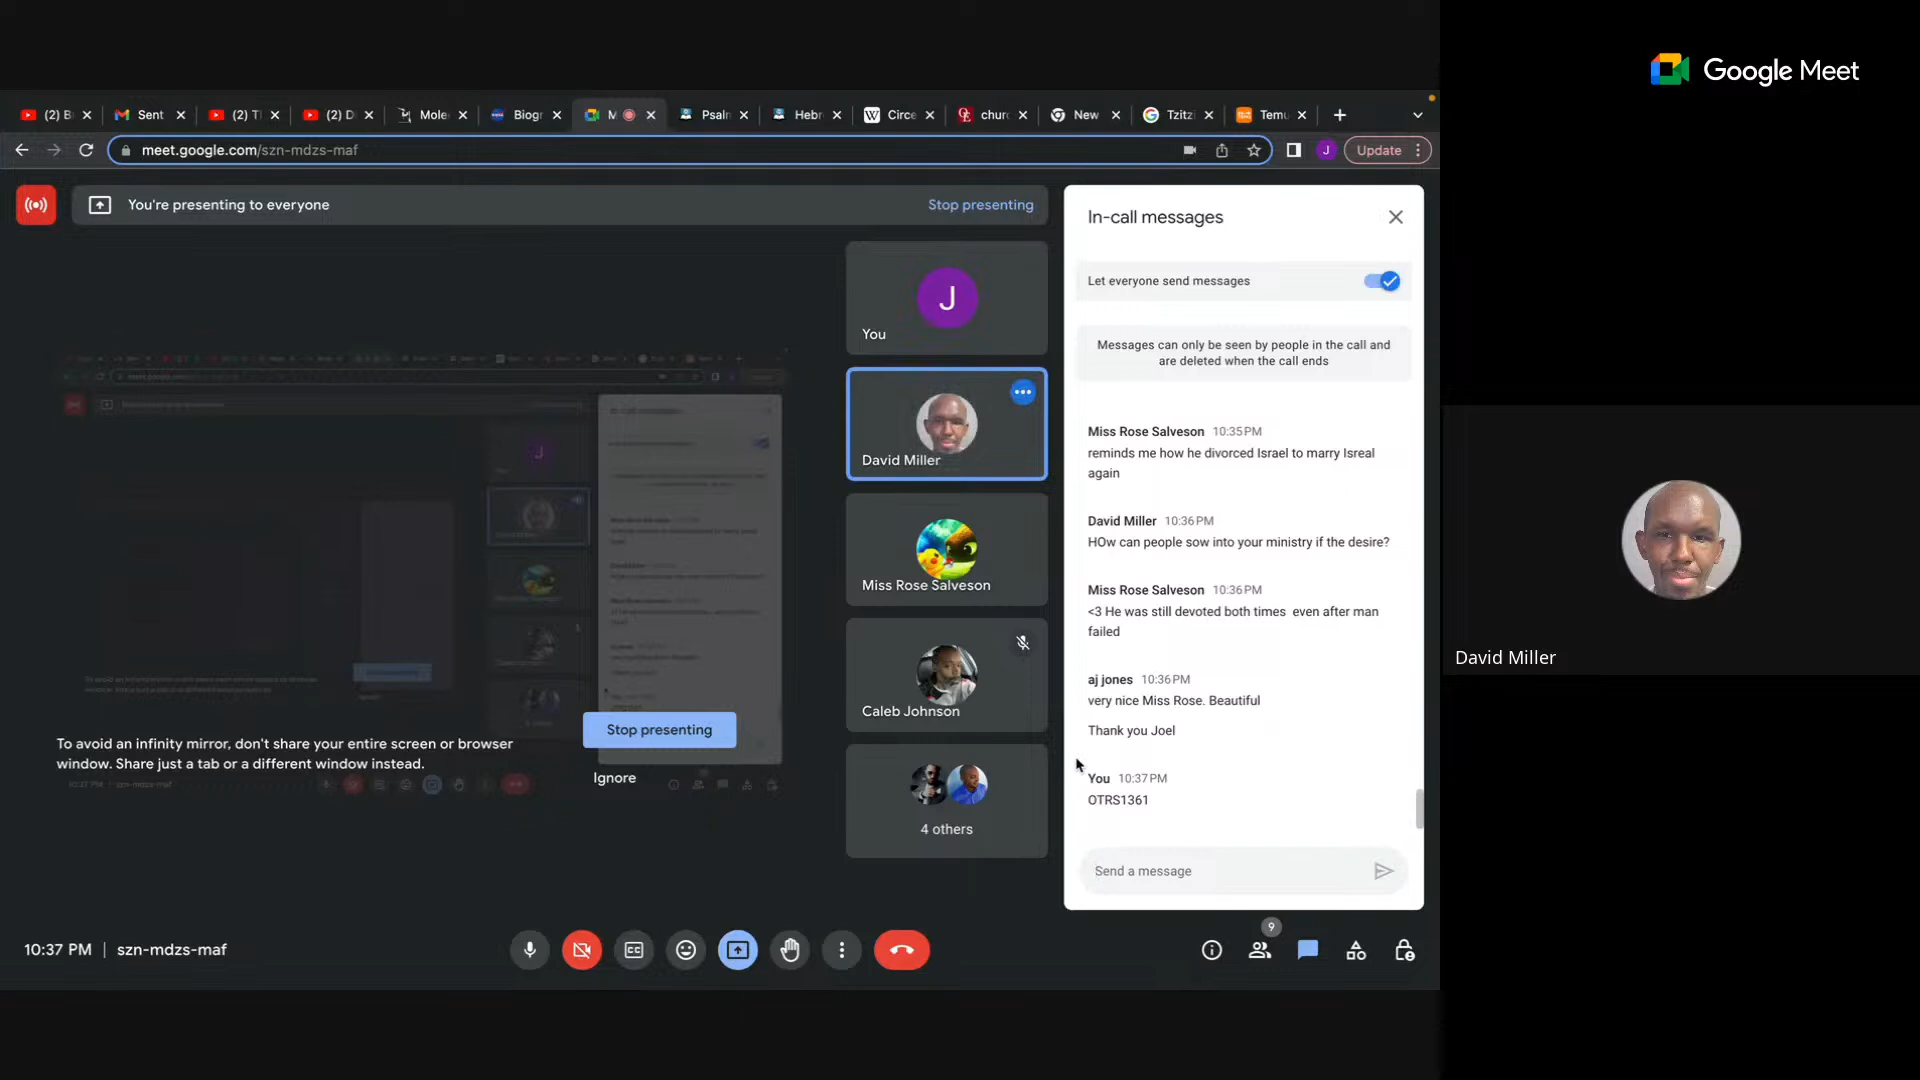 Google Meet
(2) B
Sent
(2) T
(2) D
Mole
Biogr
M
Psaln
Hebr
Circe
churc
New
Tzitzi
Temu
meet.google.com/szn-mdzs-maf
J
Update
You're presenting to everyone
Stop presenting
J
You
David Miller
Miss Rose Salveson
Caleb Johnson
4 others
To avoid an infinity mirror, don't share your entire screen or browser
window. Share just a tab or a different window instead.
Stop presenting
Ignore
In-call messages
Let everyone send messages
Messages can only be seen by people in the call and
are deleted when the call ends
Miss Rose Salveson 10:35 PM
reminds me how he divorced Israel to marry Isreal
again
David Miller 10:36 PM
HOw can people sow into your ministry if the desire?
Miss Rose Salveson 10:36 PM
<3 He was still devoted both times even after man
failed
aj jones 10:36 PM
very nice Miss Rose. Beautiful
Thank you Joel
You 10:37 PM
OTRS1361
Send a message
David Miller
10:37 PM | szn-mdzs-maf
9